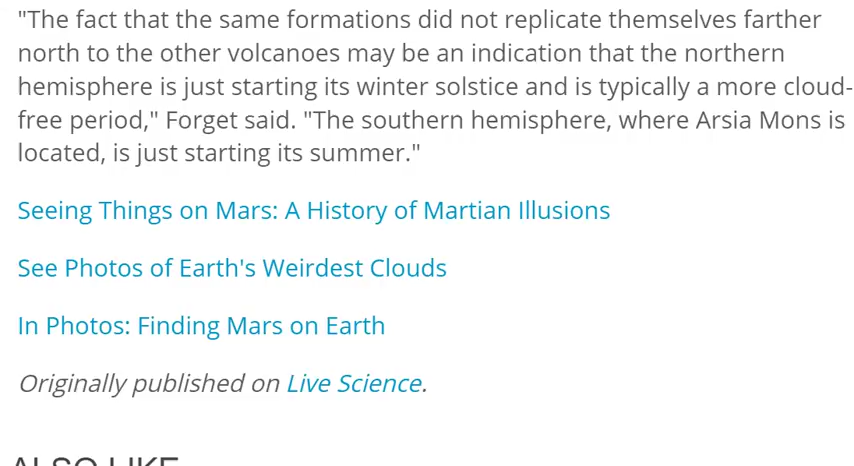 "The fact that the same formations did not replicate themselves farther
north to the other volcanoes may be an indication that the northern
hemisphere is just starting its winter solstice and is typically a more cloud-
free period," Forget said. "The southern hemisphere, where Arsia Mons is
located, is just starting its summer."
Seeing Things on Mars: A History of Martian Illusions
See Photos of Earth's Weirdest Clouds
In Photos: Finding Mars on Earth
Originally published on Live Science.
ALSO LIKE